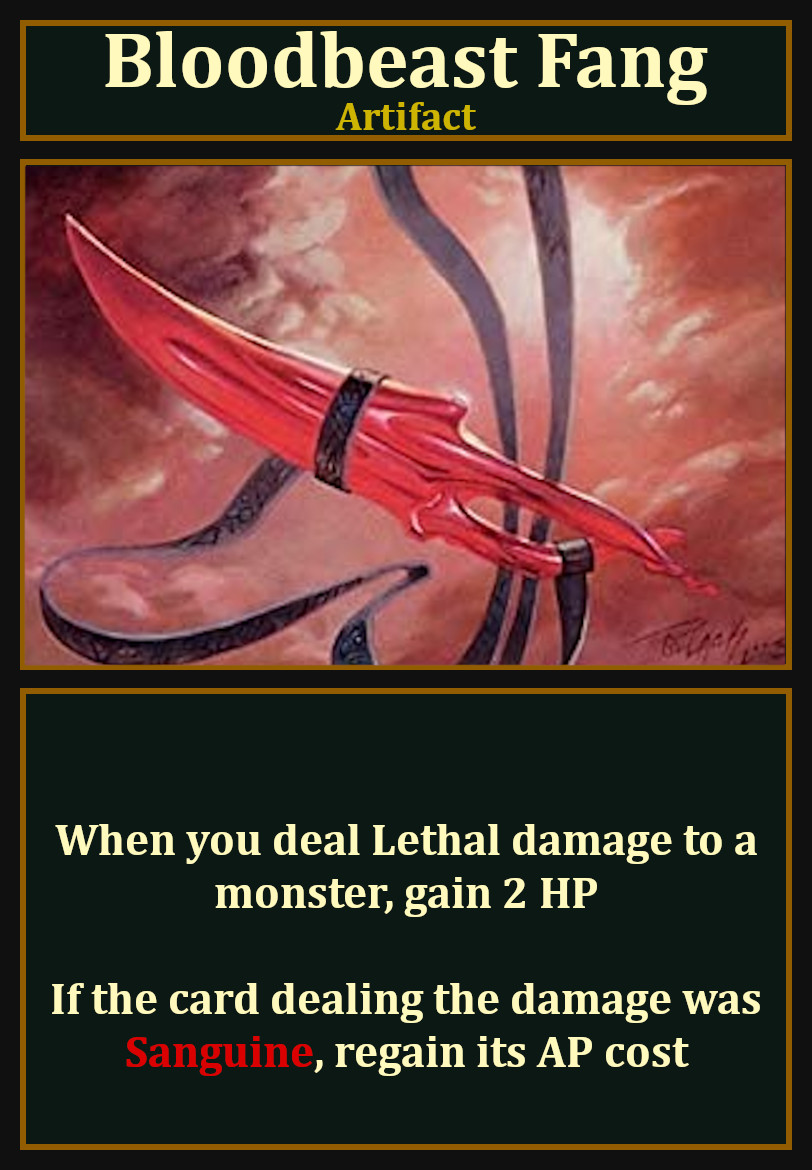 Bloodbeast Fang
Artifact
When you deal Lethal damage to a
monster, gain 2 HP
If the card dealing the damage was
Sanguine, regain its AP cost